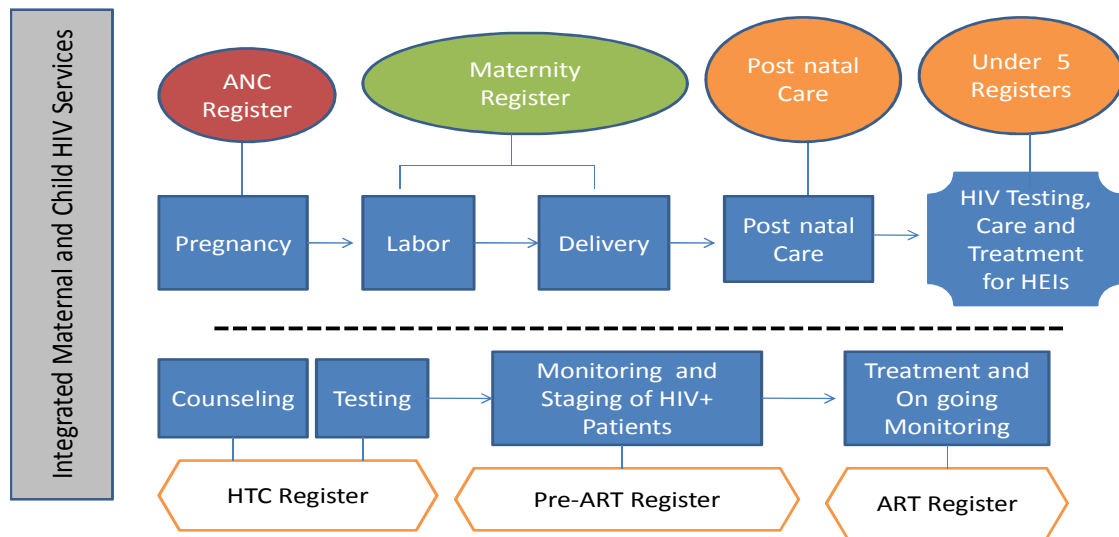 Integrated Maternal and Child HIV Services
ANC
Register
Maternity
Register
Post natal
Care
Under 5
Registers
Pregnancy
Labor
Delivery
Post natal
Care
HIV Testing,
Care and
Treatment
for HEIs
Counseling
Testing
Monitoring and
Staging of HIV+
Patients
Treatment and
On going
Monitoring
HTC Register
Pre-ART Register
ART Register